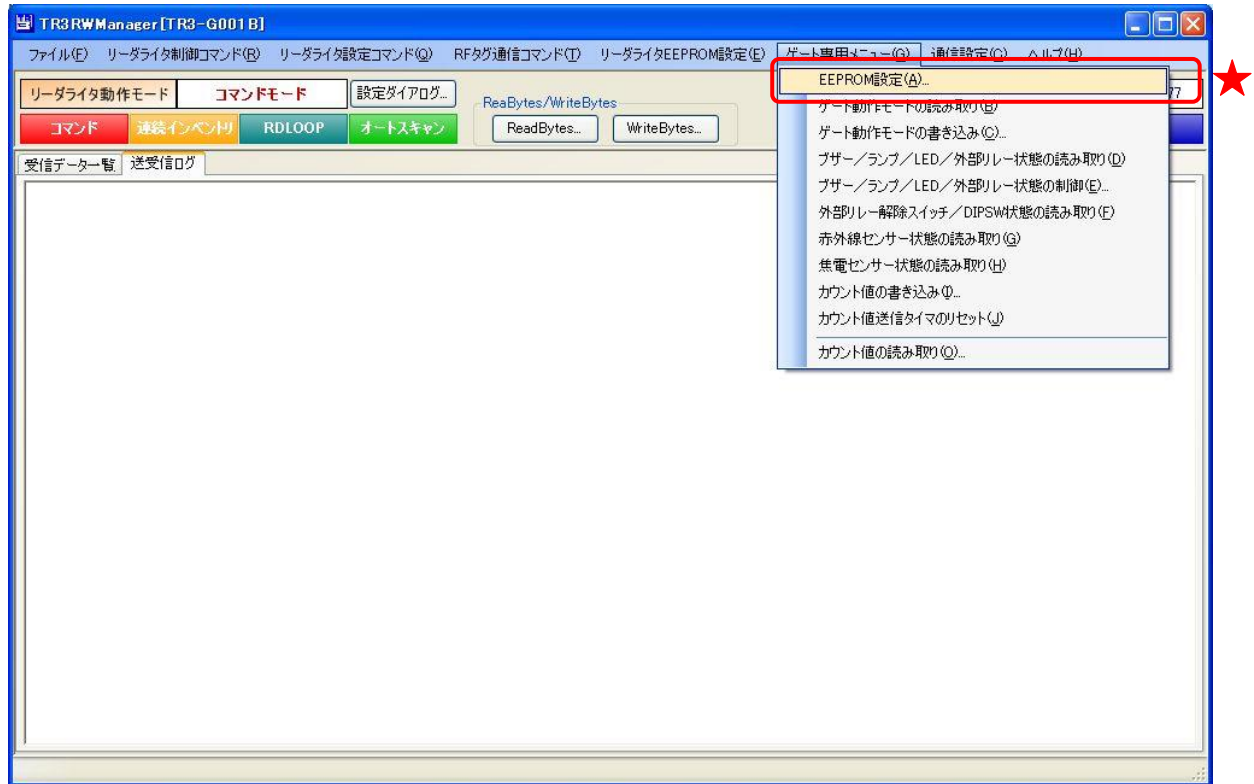 TR3RWManager[TR3-G001B]
ファイル(F) リーダライタ制御コマンド(R) リーダライタ設定コマンド(Q) RFタグ通信コマンド(T) リーダライタEEPROM設定(E) ゲート専用メニュー(G) 通信設定(C) ヘルプ(H)
リーダライタ動作モード コマンドモード 設定ダイアログ...
ReaBytes/WriteBytes
コマンド 連続インベントリ RDLOOP オートスキャン ReadBytes... WriteBytes...
受信データ一覧 送受信ログ
EEPROM設定(A)...
ゲート動作モードの読み取り(B)
ゲート動作モードの書き込み(C)...
ブザー/ランプ/LED/外部リレー状態の読み取り(D)
ブザー/ランプ/LED/外部リレー状態の制御(E)...
外部リレー解除スイッチ/DIPSW状態の読み取り(F)
赤外線センサー状態の読み取り(G)
焦電センサー状態の読み取り(H)
カウント値の書き込み(I)...
カウント値送信タイマのリセット(J)
カウント値の読み取り(O)...